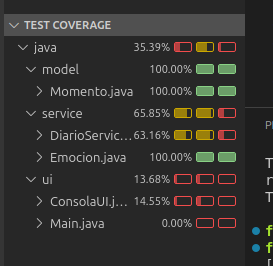 TEST COVERAGE
java 35.39%
model 100.00%
Momento.java 100.00%
service 65.85%
DiarioServic... 63.16%
Emocion.java 100.00%
ui 13.68%
ConsolaUI.j... 14.55%
Main.java 0.00%
P
T
r
T
f
f
[